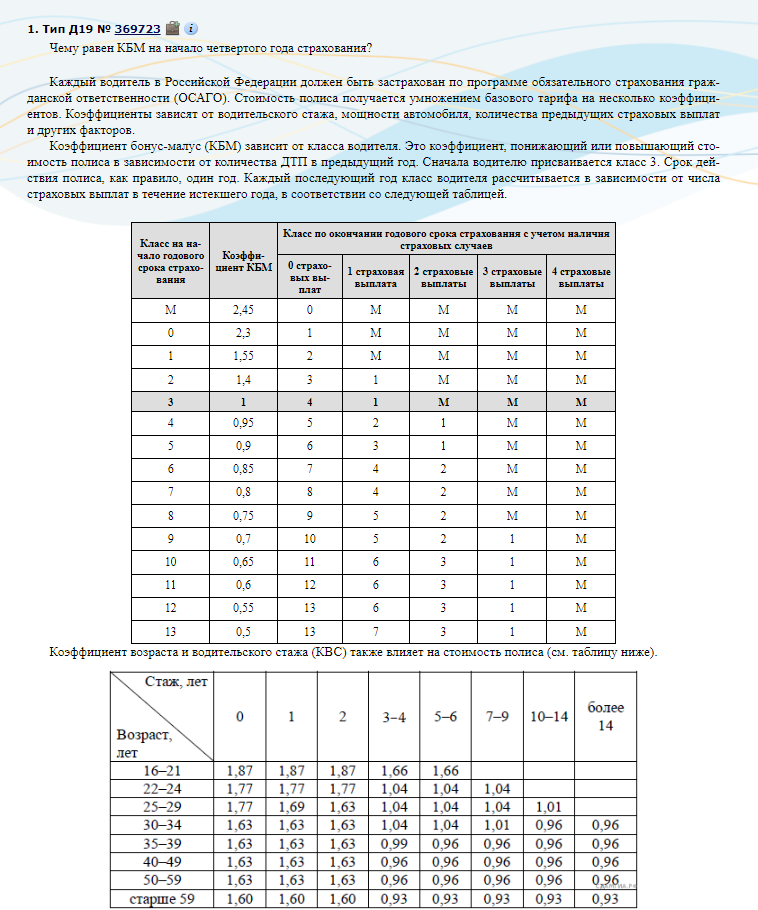 1. Тип Д19 № 369723 i
Чему равен КБМ на начало четвертого года страхования?
Каждый водитель в Российской Федерации должен быть застрахован по программе обязательного страхования граж-
данской ответственности (ОСАГО). Стоимость полиса получается умножением базового тарифа на несколько коэффици-
ентов. Коэффициенты зависят от водительского стажа, мощности автомобиля, количества предыдущих страховых выплат
и других факторов.
Коэффициент бонус-малус (КБМ) зависит от класса водителя. Это коэффициент, понижающий или повышающий сто-
имость полиса в зависимости от количества ДТП в предыдущий год. Сначала водителю присваивается класс 3. Срок дей-
ствия полиса, как правило, один год. Каждый последующий год класс водителя рассчитывается в зависимости от числа
страховых выплат в течение истекшего года, в соответствии со следующей таблицей.
Класс на на-
чало годового
срока страхо-
вания
Коэффи-
циент КБМ
Класс по окончании годового срока страхования с учетом наличия
страховых случаев
0 страхо-
вых вы-
плат
1 страховая
выплата
2 страховые
выплаты
3 страховые
выплаты
4 страховые
выплаты
М 2,45 0 М М М М
0 2,3 1 М М М М
1 1,55 2 М М М М
2 1,4 3 1 М М М
3 1 4 1 М М М
4 0,95 5 2 1 М М
5 0,9 6 3 1 М М
6 0,85 7 4 2 М М
7 0,8 8 4 2 М М
8 0,75 9 5 2 М М
9 0,7 10 5 2 1 М
10 0,65 11 6 3 1 М
11 0,6 12 6 3 1 М
12 0,55 13 6 3 1 М
13 0,5 13 7 3 1 М
Коэффициент возраста и водительского стажа (КВС) также влияет на стоимость полиса (см. таблицу ниже).
Стаж, лет
Возраст,
лет
0 1 2 3–4 5–6 7–9 10–14 более
14
16–21 1,87 1,87 1,87 1,66 1,66
22–24 1,77 1,77 1,77 1,04 1,04 1,04
25–29 1,77 1,69 1,63 1,04 1,04 1,04 1,01
30–34 1,63 1,63 1,63 1,04 1,04 1,01 0,96 0,96
35–39 1,63 1,63 1,63 0,99 0,96 0,96 0,96 0,96
40–49 1,63 1,63 1,63 0,96 0,96 0,96 0,96 0,96
50–59 1,63 1,63 1,63 0,96 0,96 0,96 0,96 0,96
старше 59 1,60 1,60 1,60 0,93 0,93 0,93 0,93 0,93